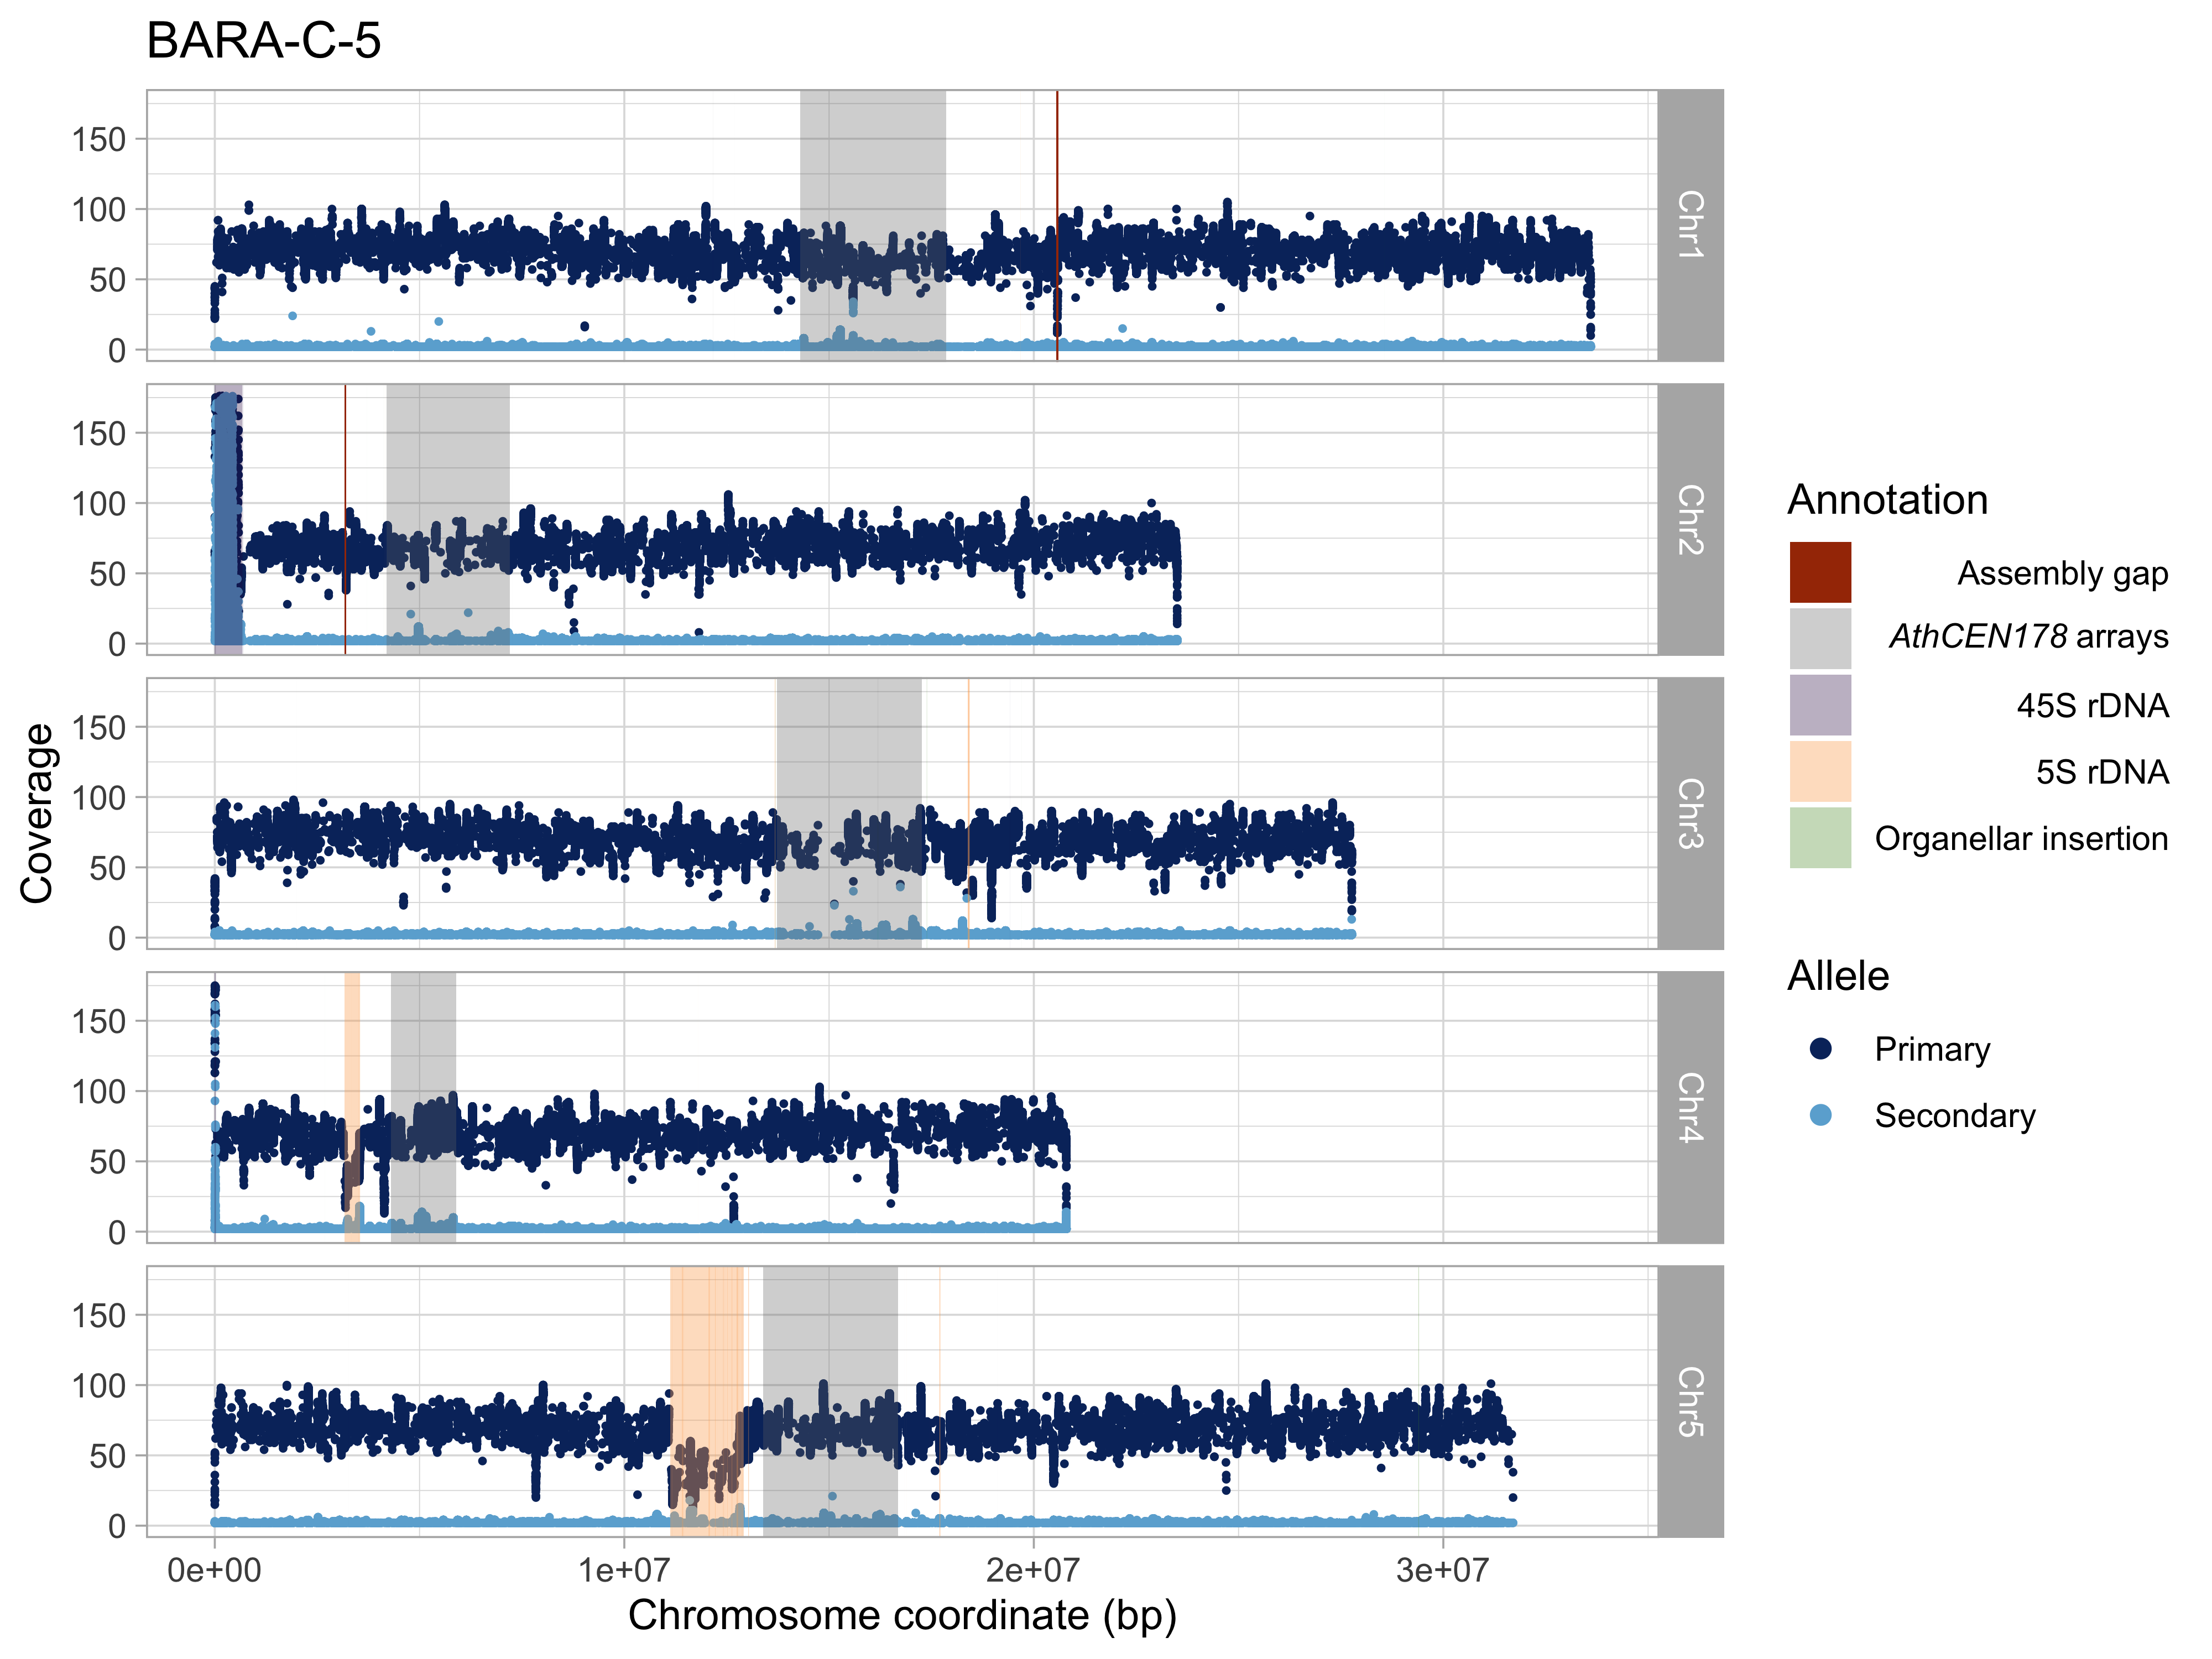 BARA-C-5
Coverage
150
100
50
0
Chr1
150
100
50
0
Chr2
150
100
50
0
Chr3
150
100
50
0
Chr4
150
100
50
0
Chr5
0e+00 1e+07 2e+07 3e+07
Chromosome coordinate (bp)
Annotation
Assembly gap
AthCEN178 arrays
45S rDNA
5S rDNA
Organellar insertion
Allele
Primary
Secondary